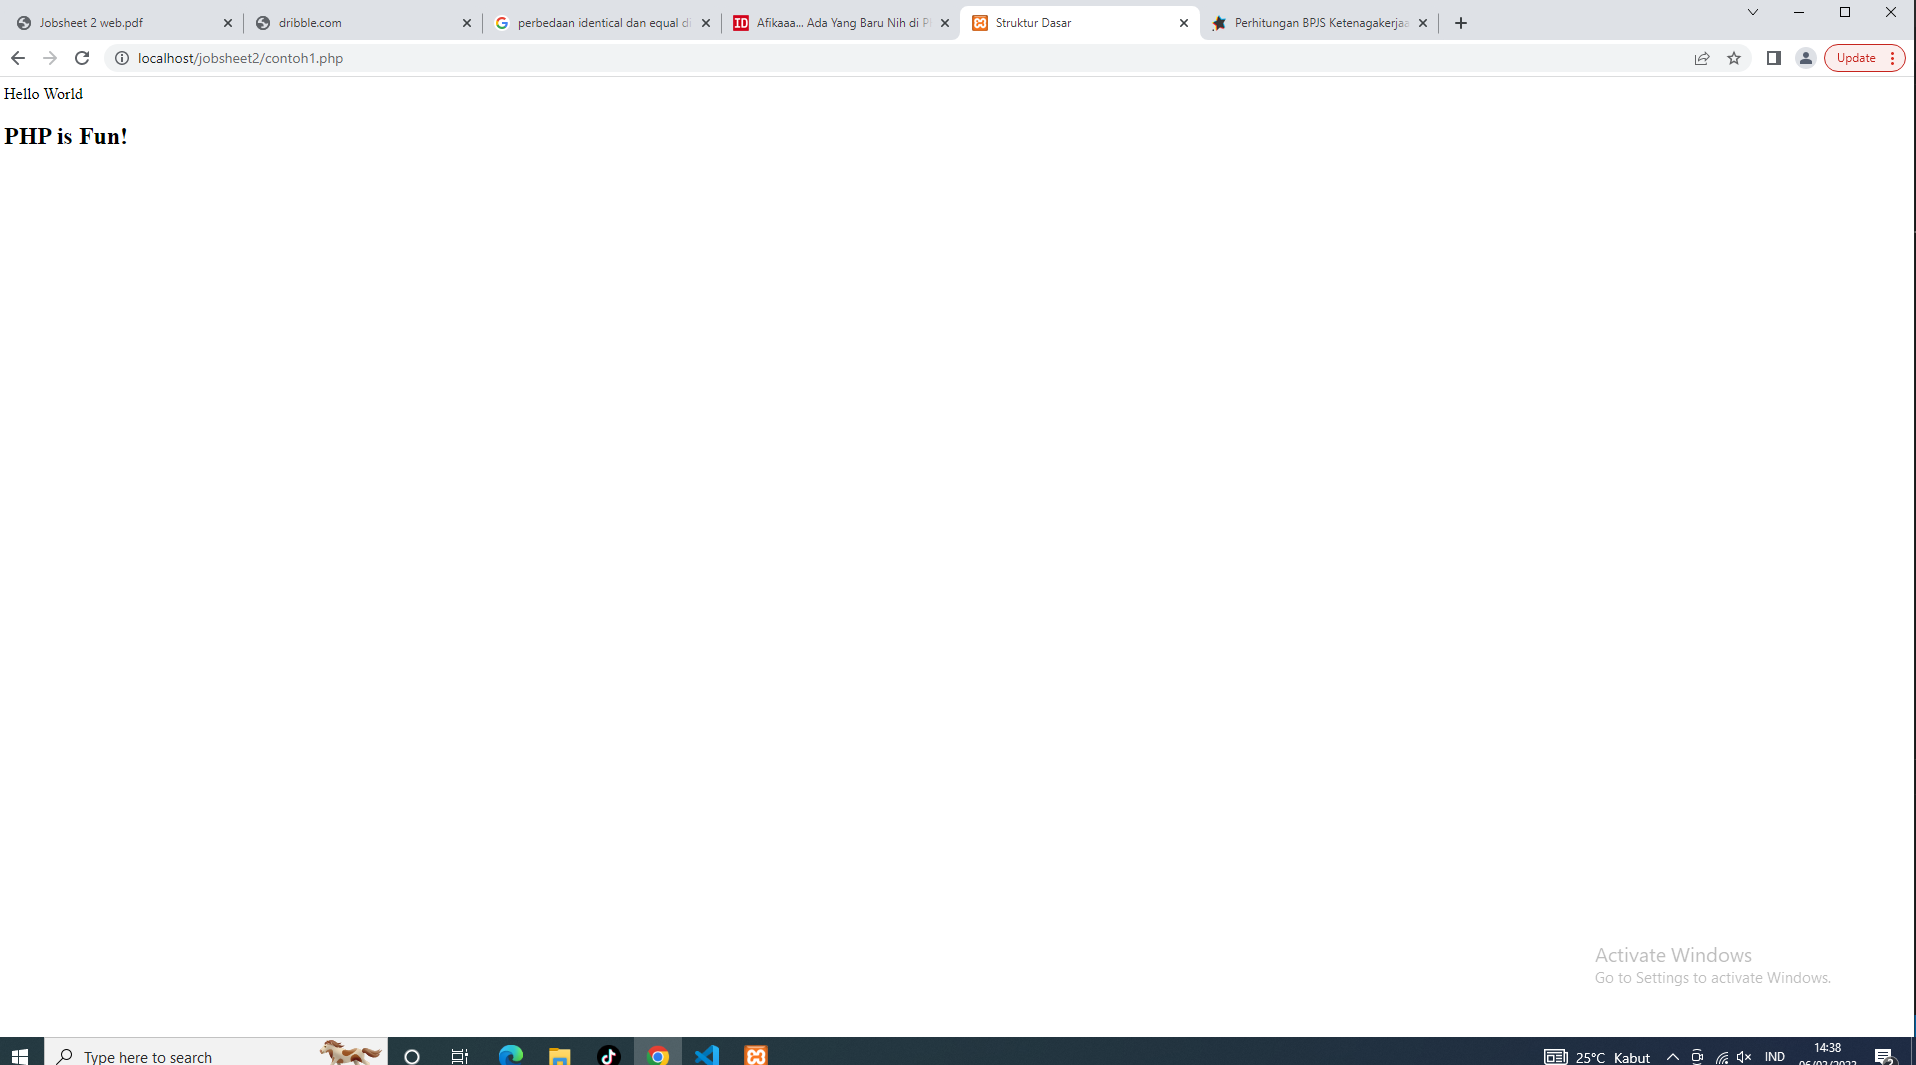 Jobsheet 2 web.pdf
dribble.com
perbedaan identical dan equal di
Afikaaa... Ada Yang Baru Nih di P
Struktur Dasar
Perhitungan BPJS Ketenagakerjaa
localhost/jobsheet2/contoh1.php
Update
Hello World
PHP is Fun!
Activate Windows
Go to Settings to activate Windows.
Type here to search
25°C Kabut
IND
14:38